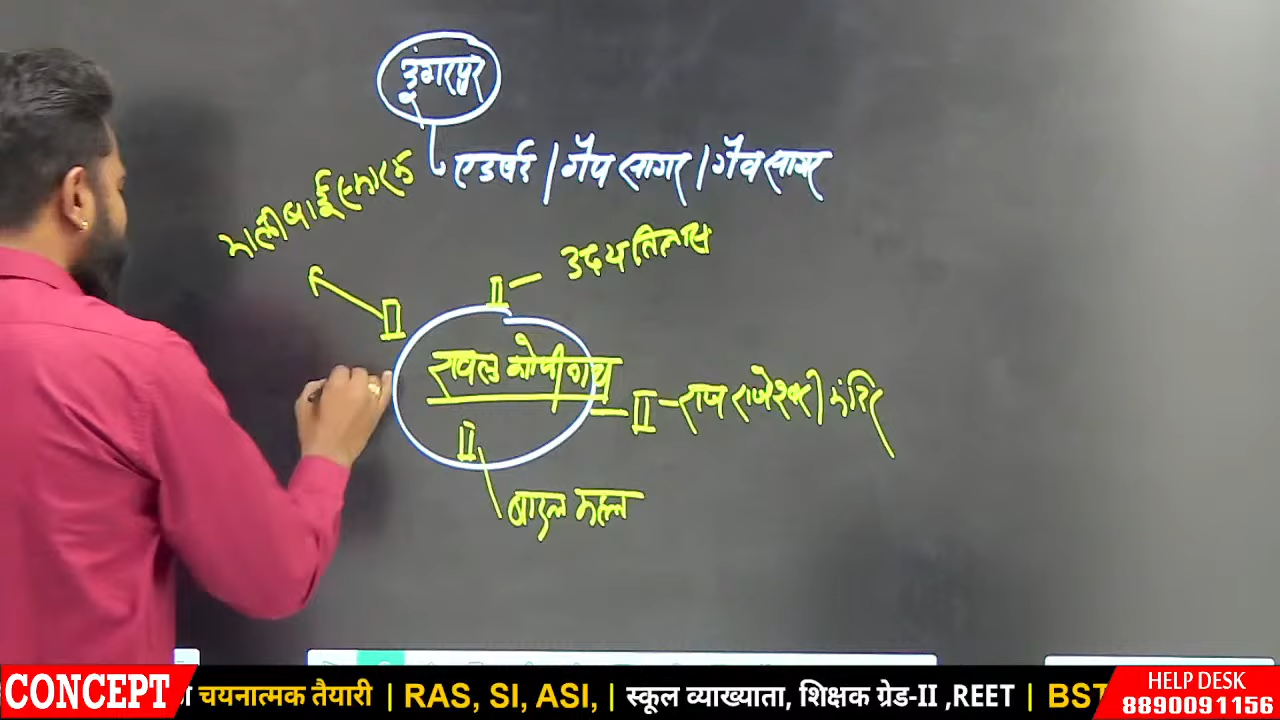 डूंगरपुर
एडवर्ड / गैप सागर / गैव सागर
काली बाई स्मारक
उदय विलास
रावल गोपीनाथ
II – राज राजेश्वरी मंदिर
बादल महल
CONCEPT
चयनात्मक तैयारी | RAS, SI, ASI, | स्कूल व्याख्याता, शिक्षक ग्रेड-II ,REET | BST
HELP DESK
8890091156